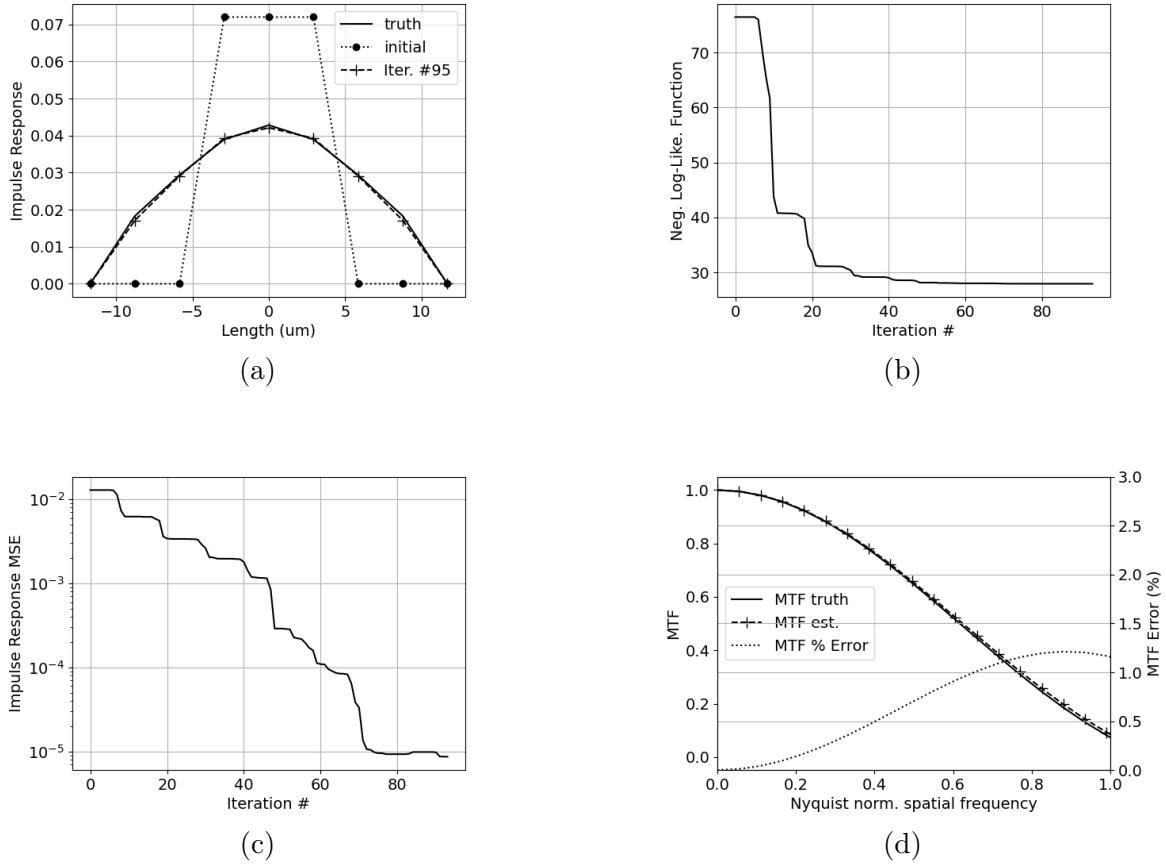 0.07
0.06
0.05
0.04
0.03
0.02
0.01
0.00
Impulse Response
truth
initial
Iter. #95
−10
−5
0
5
10
Length (um)
(a)
70
60
50
40
30
Neg. Log-Like. Function
0
20
40
60
80
Iteration #
(b)
10⁻²
10⁻³
10⁻⁴
10⁻⁵
Impulse Response MSE
0
20
40
60
80
Iteration #
(c)
1.0
0.8
0.6
0.4
0.2
0.0
MTF
MTF truth
MTF est.
MTF % Error
3.0
2.5
2.0
1.5
1.0
0.5
0.0
MTF Error (%)
0.0
0.2
0.4
0.6
0.8
1.0
Nyquist norm. spatial frequency
(d)